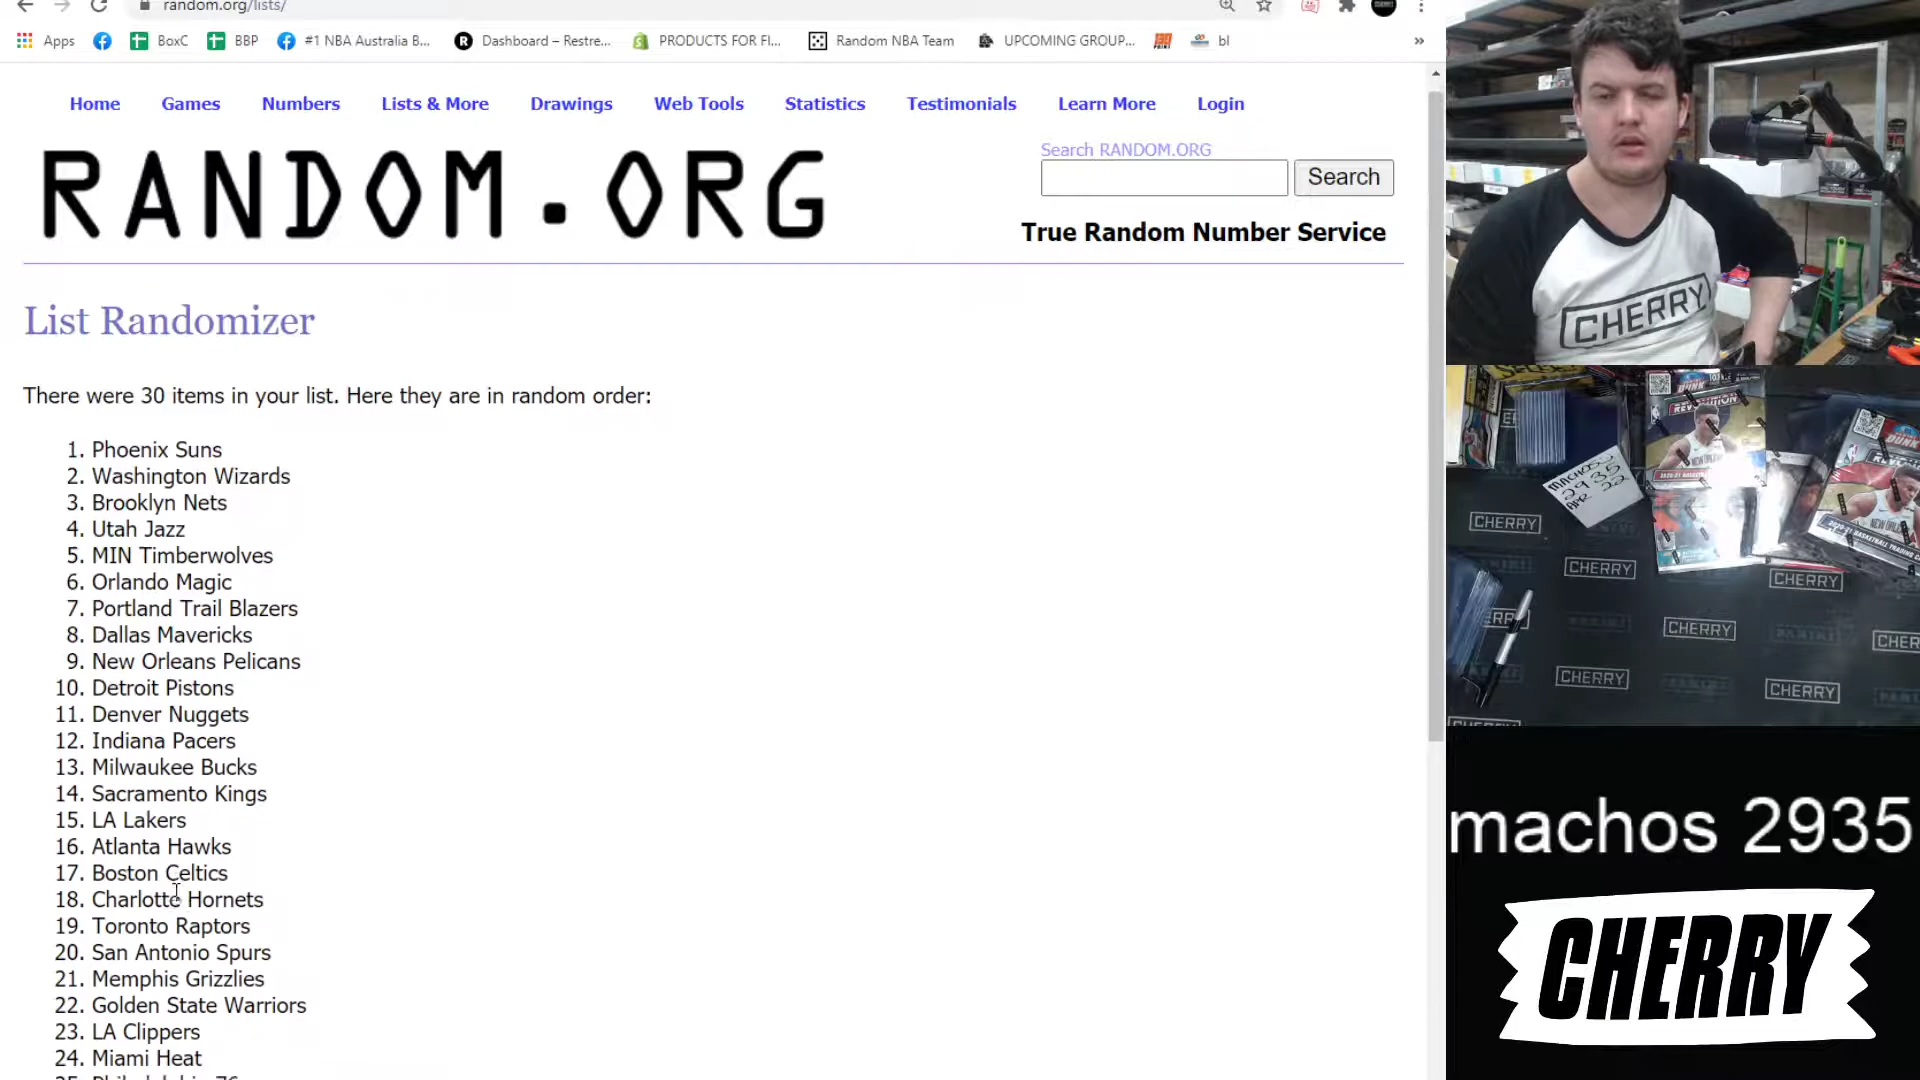 random.org/lists/
Apps BoxC BBP #1 NBA Australia B... Dashboard – Restre... PRODUCTS FOR FI... Random NBA Team UPCOMING GROUP... bl »
Home Games Numbers Lists & More Drawings Web Tools Statistics Testimonials Learn More Login
RANDOM.ORG
Search RANDOM.ORG
Search
True Random Number Service
List Randomizer
There were 30 items in your list. Here they are in random order:
1. Phoenix Suns
2. Washington Wizards
3. Brooklyn Nets
4. Utah Jazz
5. MIN Timberwolves
6. Orlando Magic
7. Portland Trail Blazers
8. Dallas Mavericks
9. New Orleans Pelicans
10. Detroit Pistons
11. Denver Nuggets
12. Indiana Pacers
13. Milwaukee Bucks
14. Sacramento Kings
15. LA Lakers
16. Atlanta Hawks
17. Boston Celtics
18. Charlotte Hornets
19. Toronto Raptors
20. San Antonio Spurs
21. Memphis Grizzlies
22. Golden State Warriors
23. LA Clippers
24. Miami Heat
CHERRY
MACHOS
2935
APR 22
CHERRY
CHERRY
CHERRY
CHERRY
CHERRY
CHERRY
machos 2935
CHERRY